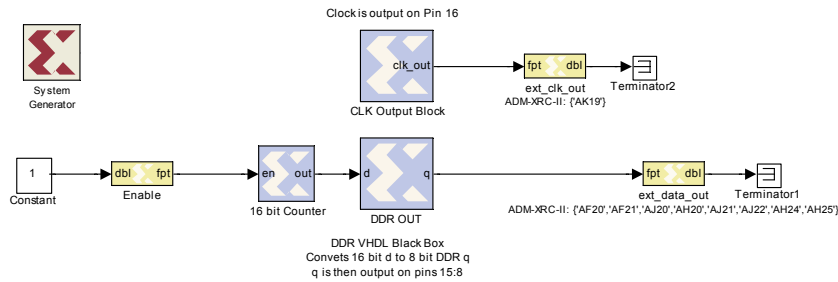 Clock is output on Pin 16
clk_out
fpt dbl
System
Generator
CLK Output Block
ext_clk_out
Terminator2
ADM-XRC-II: {'AK19'}
1
dbl fpt
en out
d q
fpt dbl
Constant
Enable
16 bit Counter
DDR OUT
ext_data_out
Terminator1
ADM-XRC-II: {'AF20','AF21','AJ20','AH20','AJ21','AJ22','AH24','AH25'}
DDR VHDL Black Box
Convets 16 bit d to 8 bit DDR q
q is then output on pins 15:8